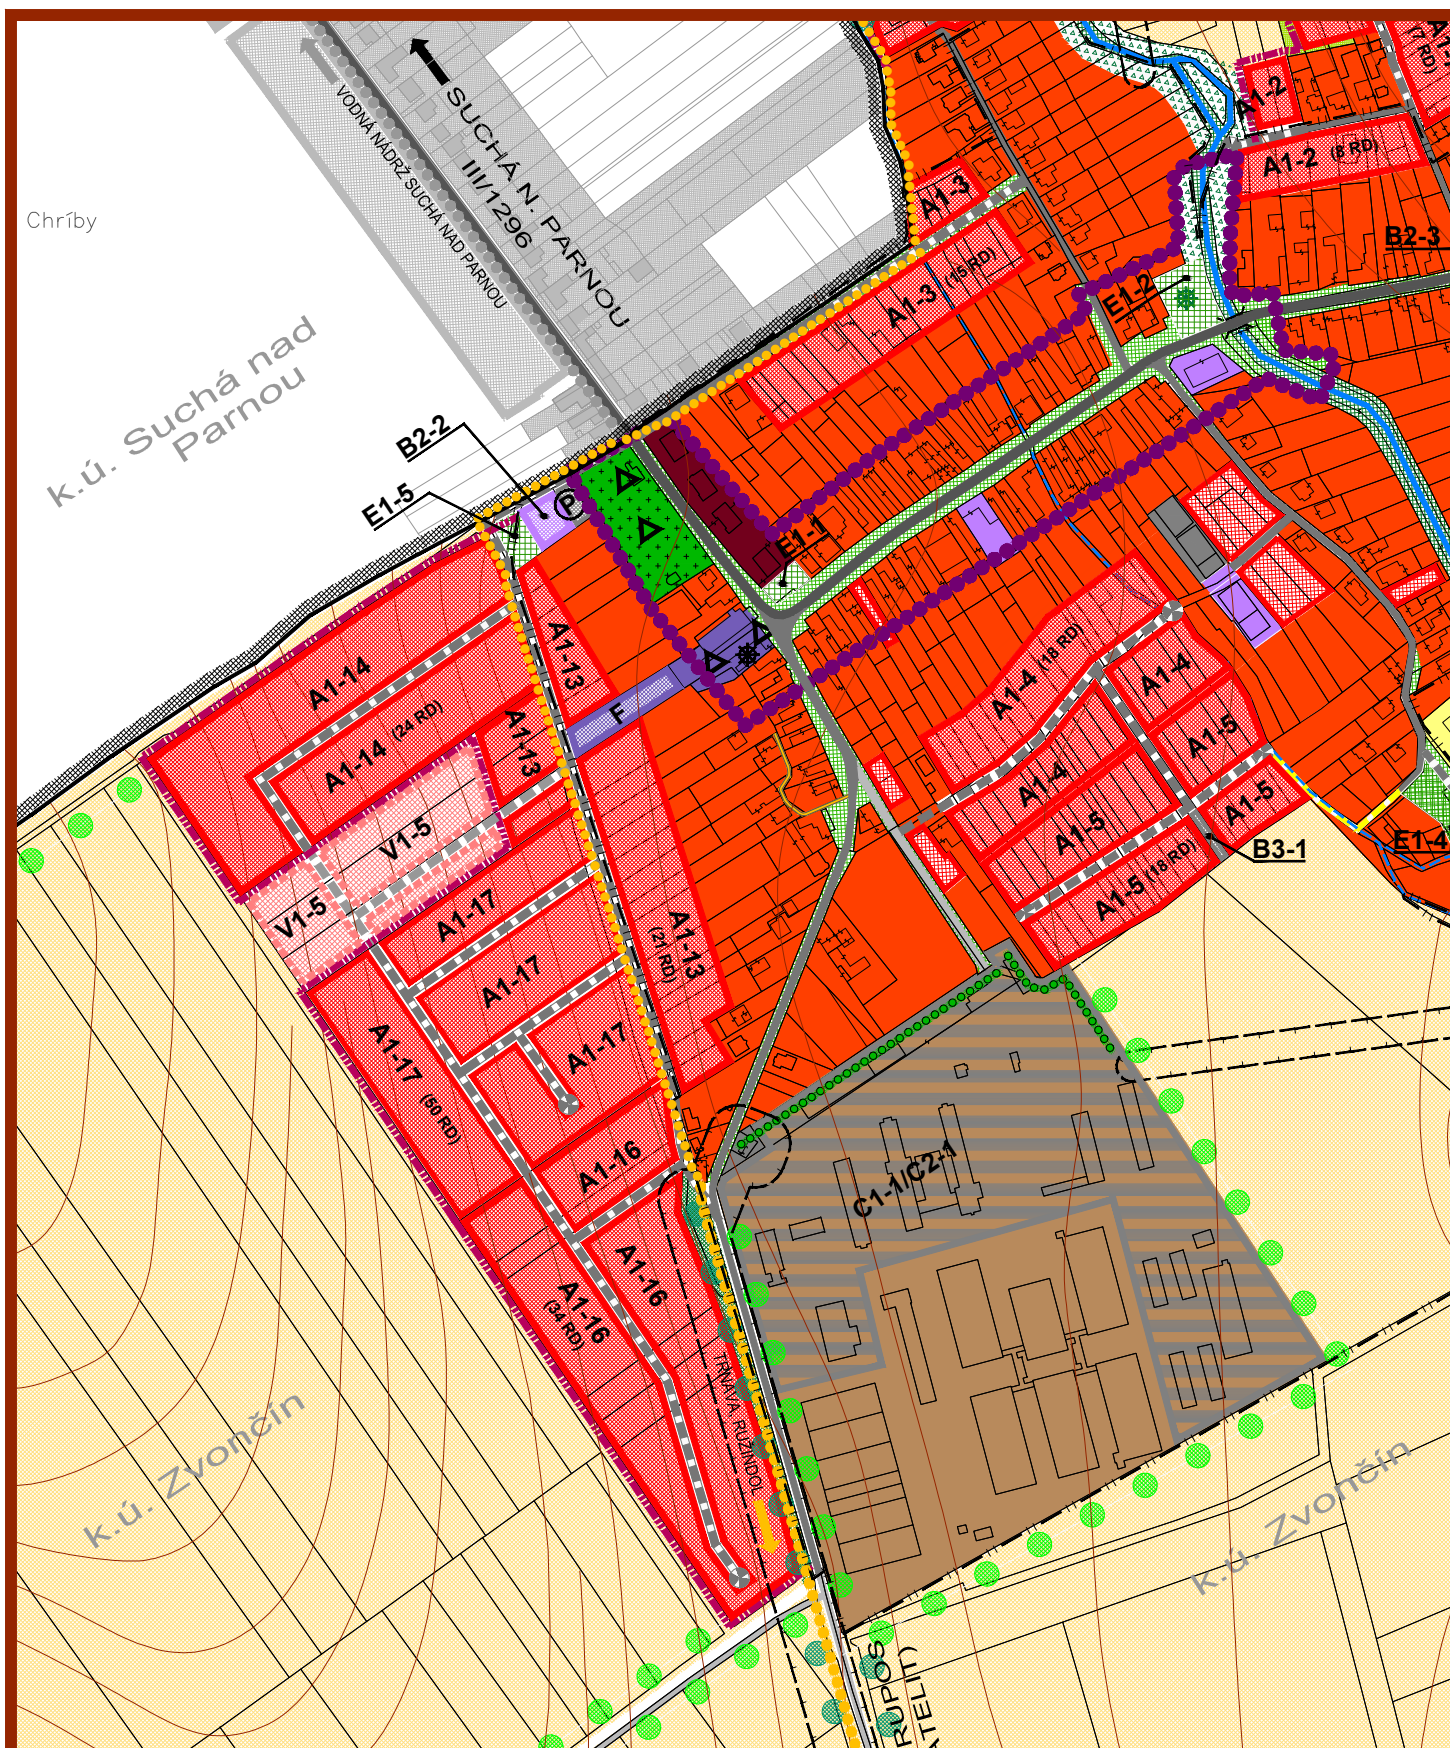 A1-2
A1-
(7 RD)
A1-2 (8 RD)
SUCHÁ N. PARNOU
III/1296
VODNÁ NÁDRŽ SUCHÁ NAD PARNOU
Chríby
A1-3
B2-3
A1-3 (15 RD)
E1-2
k.ú. Suchá nad
Parnou
B2-2
E1-5
P
E1-1
A1-14
A1-13
A1-4 (18 RD)
A1-4
A1-14 (24 RD)
A1-13
F
A1-5
A1-4
A1-5
V1-5
A1-5
B3-1
E1-4
A1-5 (18 RD)
V1-5
A1-17
A1-13
(21 RD)
A1-17
A1-17
A1-17 (50 RD)
A1-16
C1-1/C2-1
A1-16
A1-16
(34 RD)
TRNAVA, RUŽINDOL
k.ú. Zvončín
k.ú. Zvončín
RUPOS
ATELIT)